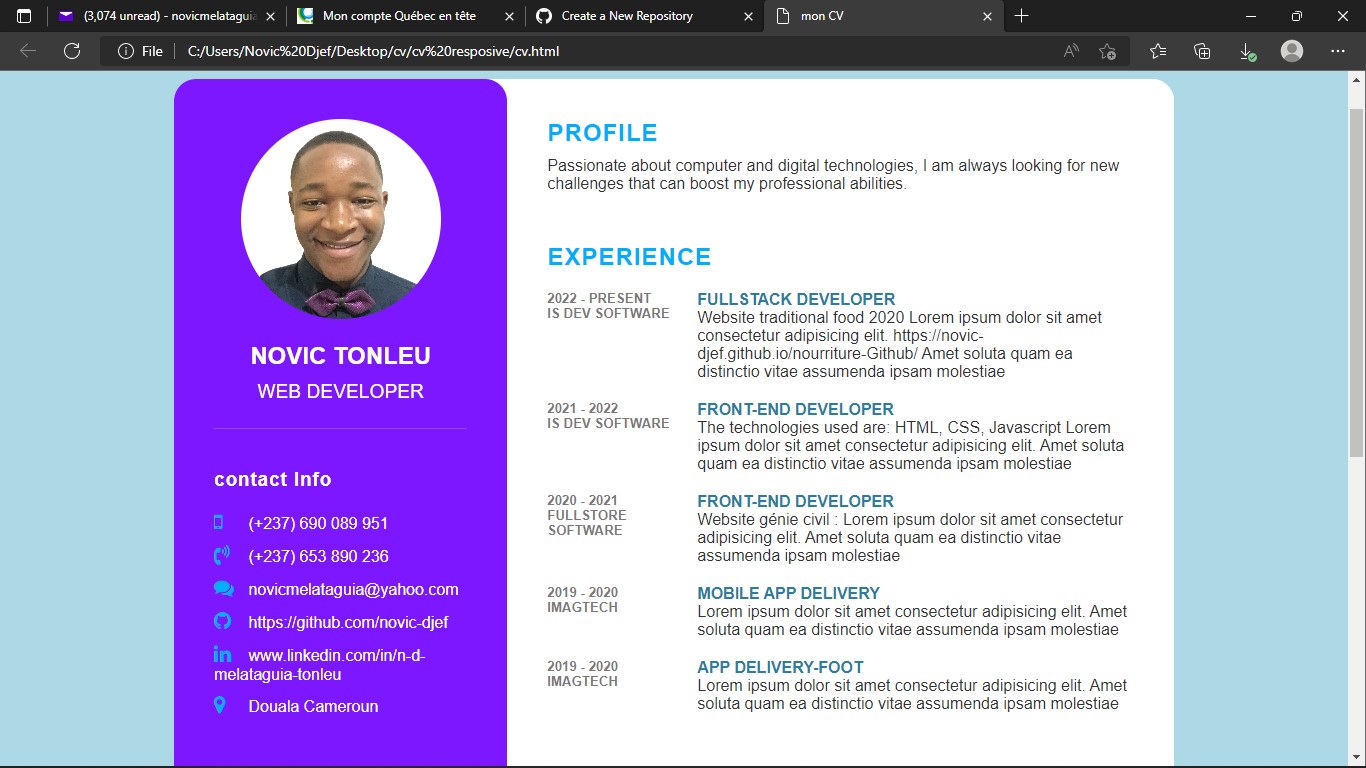 (3,074 unread) - novicmelataguia
Mon compte Québec en tête
Create a New Repository
mon CV
File
C:/Users/Novic%20Djef/Desktop/cv/cv%20resposive/cv.html
NOVIC TONLEU
WEB DEVELOPER
contact Info
(+237) 690 089 951
(+237) 653 890 236
novicmelataguia@yahoo.com
https://github.com/novic-djef
www.linkedin.com/in/n-d-
melataguia-tonleu
Douala Cameroun
PROFILE
Passionate about computer and digital technologies, I am always looking for new
challenges that can boost my professional abilities.
EXPERIENCE
2022 - PRESENT
IS DEV SOFTWARE
FULLSTACK DEVELOPER
Website traditional food 2020 Lorem ipsum dolor sit amet
consectetur adipisicing elit. https://novic-
djef.github.io/nourriture-Github/ Amet soluta quam ea
distinctio vitae assumenda ipsam molestiae
2021 - 2022
IS DEV SOFTWARE
FRONT-END DEVELOPER
The technologies used are: HTML, CSS, Javascript Lorem
ipsum dolor sit amet consectetur adipisicing elit. Amet soluta
quam ea distinctio vitae assumenda ipsam molestiae
2020 - 2021
FULLSTORE
SOFTWARE
FRONT-END DEVELOPER
Website génie civil : Lorem ipsum dolor sit amet consectetur
adipisicing elit. Amet soluta quam ea distinctio vitae
assumenda ipsam molestiae
2019 - 2020
IMAGTECH
MOBILE APP DELIVERY
Lorem ipsum dolor sit amet consectetur adipisicing elit. Amet
soluta quam ea distinctio vitae assumenda ipsam molestiae
2019 - 2020
IMAGTECH
APP DELIVERY-FOOT
Lorem ipsum dolor sit amet consectetur adipisicing elit. Amet
soluta quam ea distinctio vitae assumenda ipsam molestiae